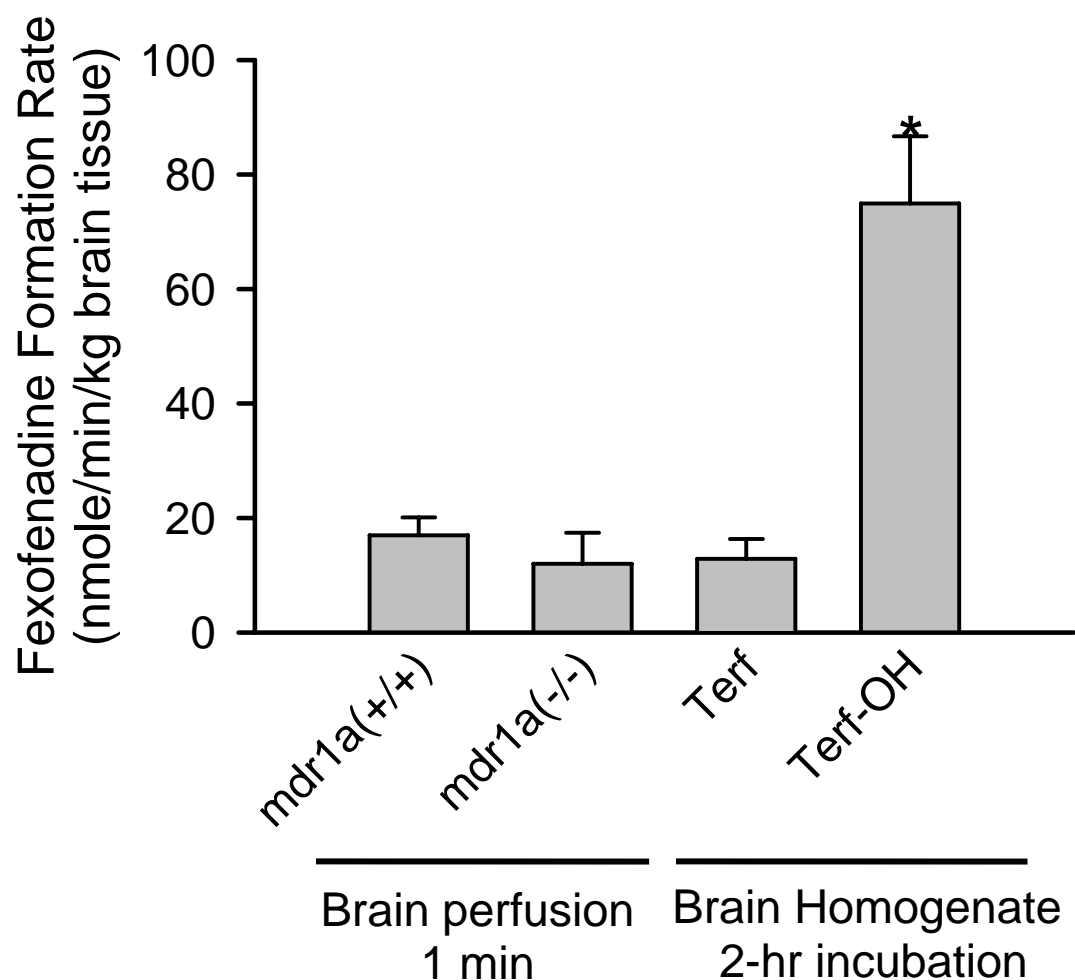 Fexofenadine Formation Rate
(nmole/min/kg brain tissue)
100
80
60
40
20
0
*
mdr1a(+/+)
mdr1a(-/-)
Terf
Terf-OH
Brain perfusion
1 min
Brain Homogenate
2-hr incubation